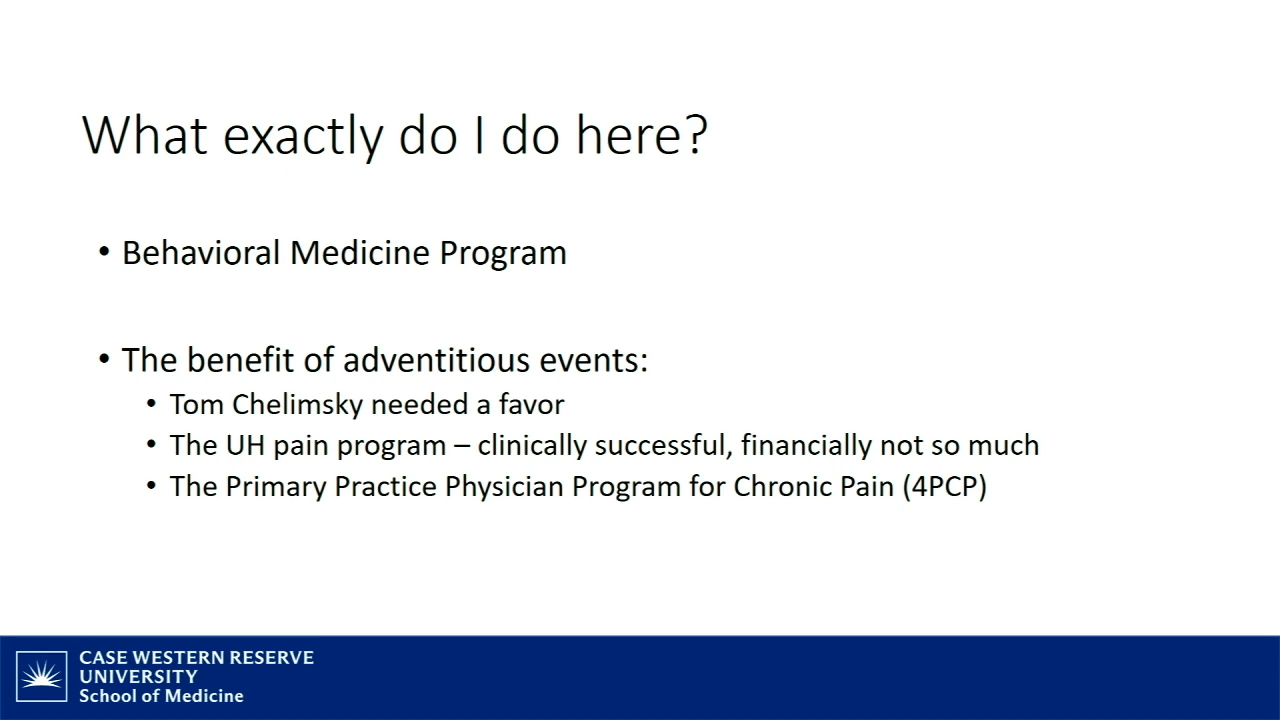 What exactly do I do here?
• Behavioral Medicine Program
• The benefit of adventitious events:
• Tom Chelimsky needed a favor
• The UH pain program – clinically successful, financially not so much
• The Primary Practice Physician Program for Chronic Pain (4PCP)
CASE WESTERN RESERVE
UNIVERSITY
School of Medicine